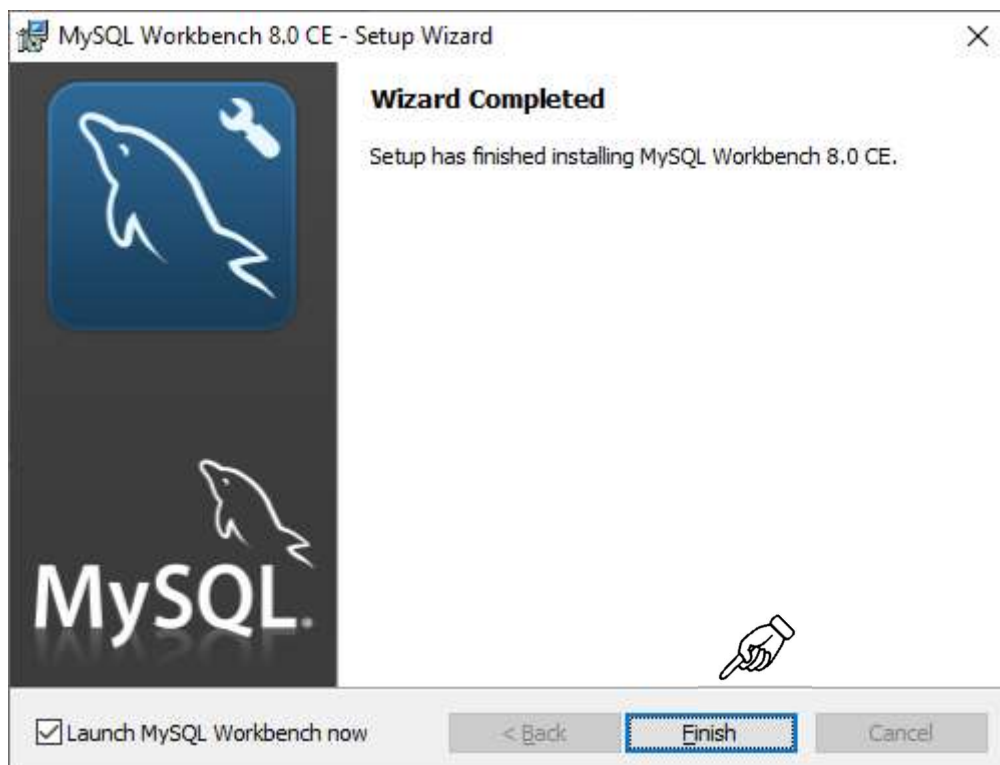 MySQL Workbench 8.0 CE - Setup Wizard
Wizard Completed
Setup has finished installing MySQL Workbench 8.0 CE.
MySQL®
Launch MySQL Workbench now
< Back
Finish
Cancel